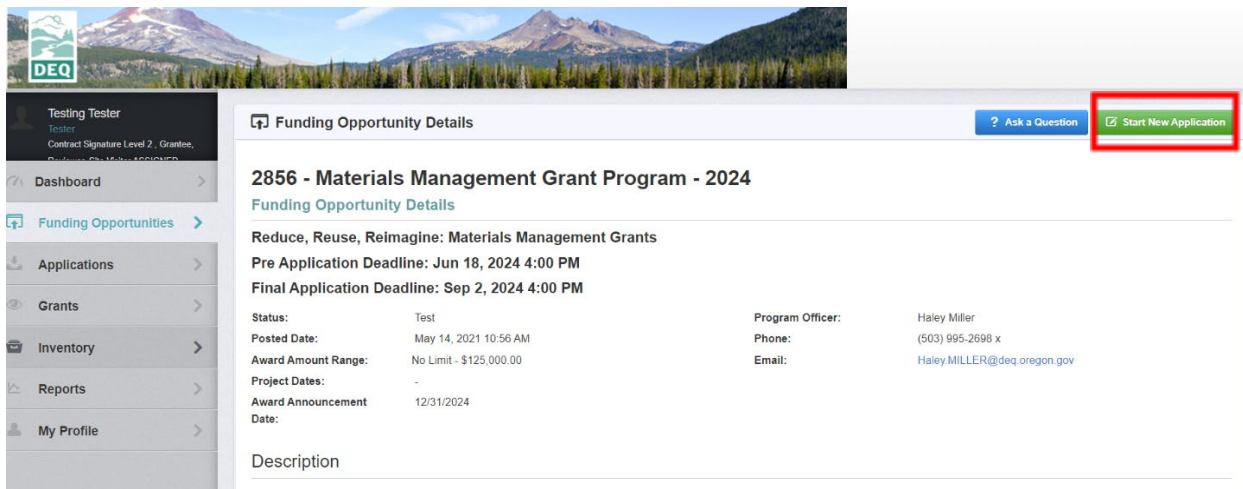 DEQ
Testing Tester
Tester
Contract Signature Level 2 , Grantee,
Reviewer, Site Visitor ASSIGNED
Dashboard
Funding Opportunities
Applications
Grants
Inventory
Reports
My Profile
Funding Opportunity Details
? Ask a Question
Start New Application
2856 - Materials Management Grant Program - 2024
Funding Opportunity Details
Reduce, Reuse, Reimagine: Materials Management Grants
Pre Application Deadline: Jun 18, 2024 4:00 PM
Final Application Deadline: Sep 2, 2024 4:00 PM
Status: Test
Posted Date: May 14, 2021 10:56 AM
Award Amount Range: No Limit - $125,000.00
Project Dates: -
Award Announcement Date: 12/31/2024
Program Officer: Haley Miller
Phone: (503) 995-2698 x
Email: Haley.MILLER@deq.oregon.gov
Description